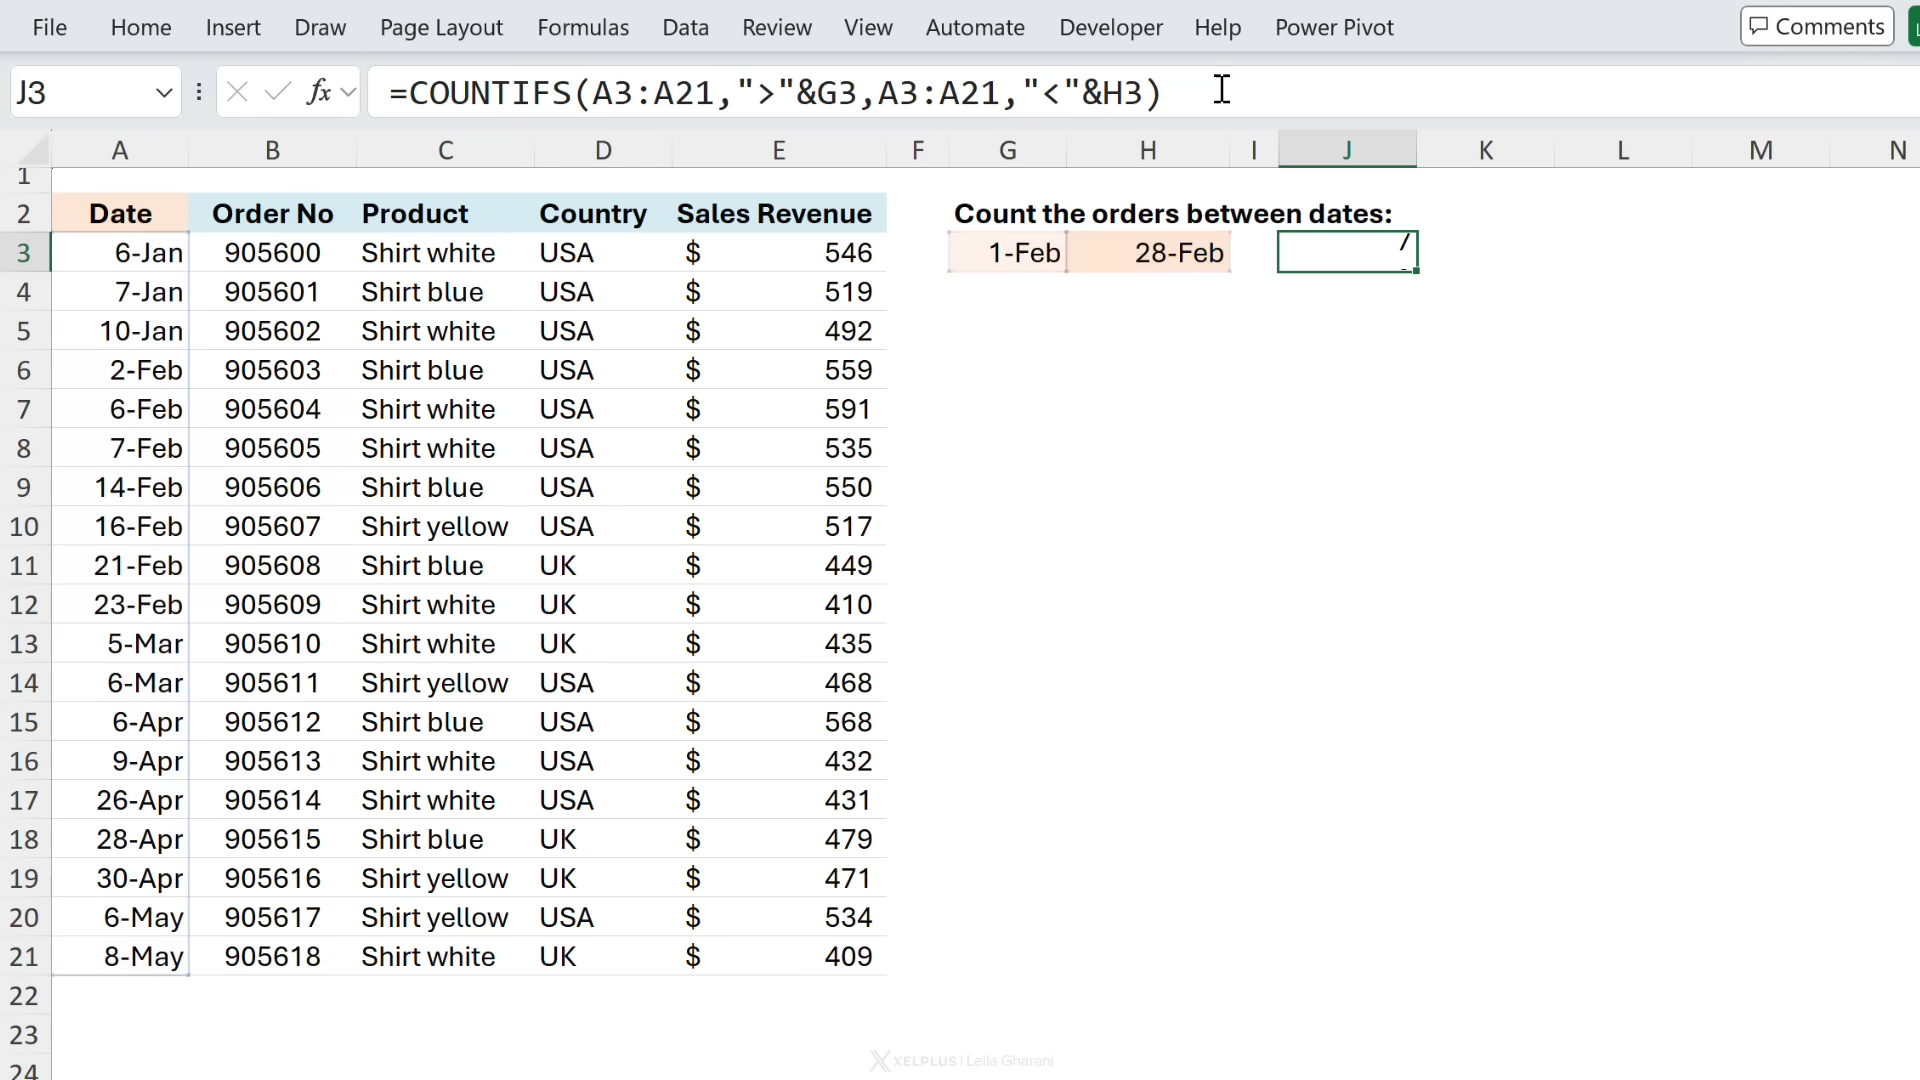 File Home Insert Draw Page Layout Formulas Data Review View Automate Developer Help Power Pivot Comments
J3 fx =COUNTIFS(A3:A21,">"&G3,A3:A21,"<"&H3)
A B C D E F G H I J K L M N
1
2 Date Order No Product Country Sales Revenue Count the orders between dates:
3 6-Jan 905600 Shirt white USA $ 546 1-Feb 28-Feb
4 7-Jan 905601 Shirt blue USA $ 519
5 10-Jan 905602 Shirt white USA $ 492
6 2-Feb 905603 Shirt blue USA $ 559
7 6-Feb 905604 Shirt white USA $ 591
8 7-Feb 905605 Shirt white USA $ 535
9 14-Feb 905606 Shirt blue USA $ 550
10 16-Feb 905607 Shirt yellow USA $ 517
11 21-Feb 905608 Shirt blue UK $ 449
12 23-Feb 905609 Shirt white UK $ 410
13 5-Mar 905610 Shirt white UK $ 435
14 6-Mar 905611 Shirt yellow USA $ 468
15 6-Apr 905612 Shirt blue USA $ 568
16 9-Apr 905613 Shirt white USA $ 432
17 26-Apr 905614 Shirt white USA $ 431
18 28-Apr 905615 Shirt blue UK $ 479
19 30-Apr 905616 Shirt yellow UK $ 471
20 6-May 905617 Shirt yellow USA $ 534
21 8-May 905618 Shirt white UK $ 409
22
23
24
XELPLUS | Leila Gharani